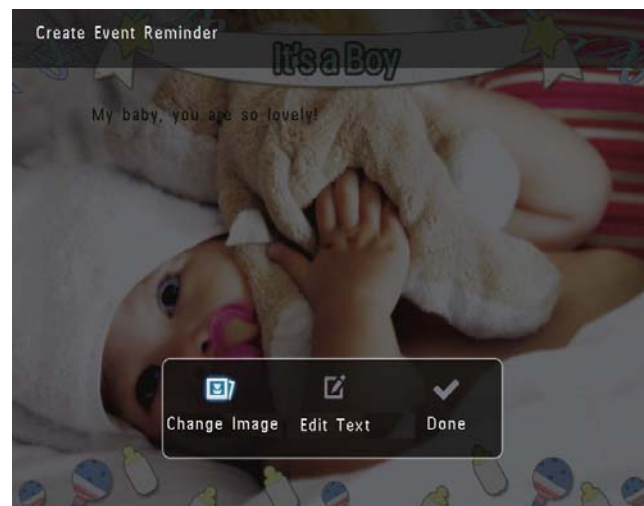 Create Event Reminder
It's a Boy
My baby, you are so lovely!
Change Image
Edit Text
Done